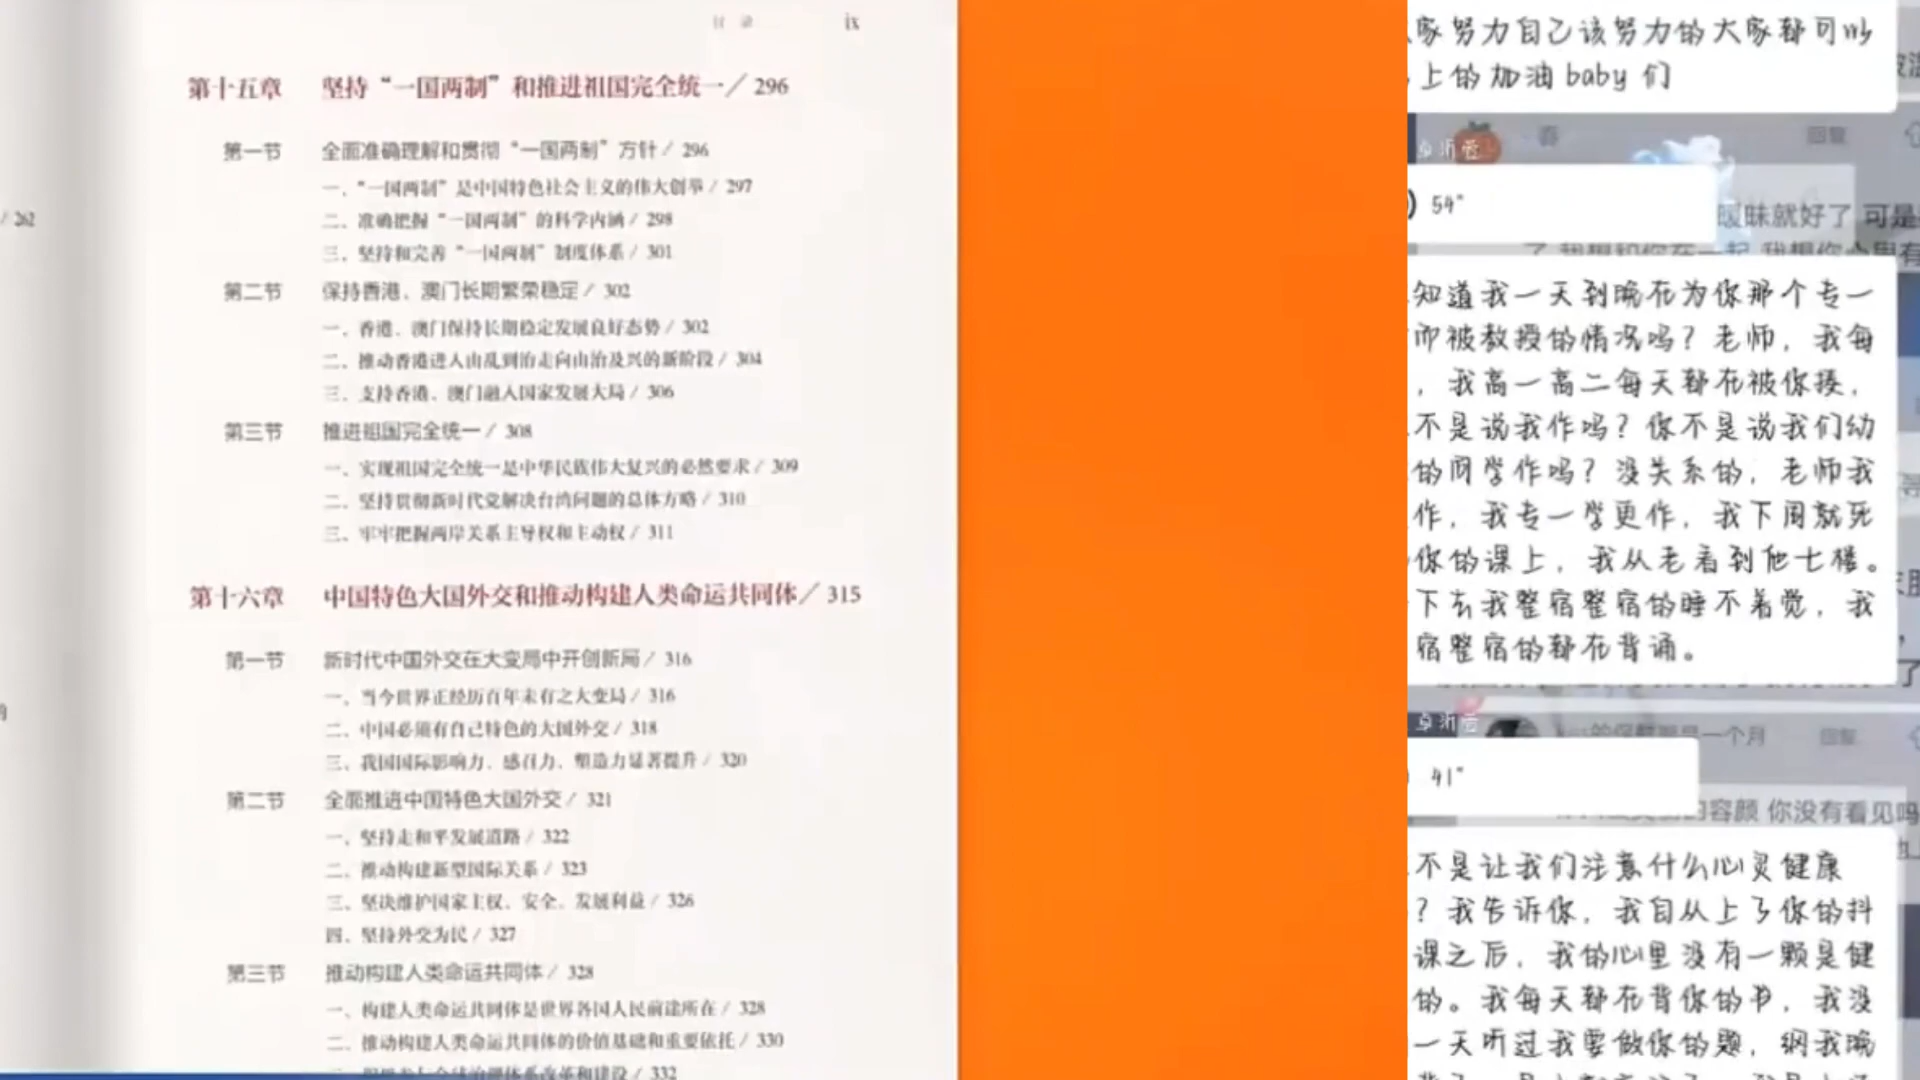 目 录 ix
/ 262
第十五章 坚持“一国两制”和推进祖国完全统一／ 296
第一节 全面准确理解和贯彻“一国两制”方针 / 296
一、“一国两制”是中国特色社会主义的伟大创举 / 297
二、准确把握“一国两制”的科学内涵 / 298
三、坚持和完善“一国两制”制度体系 / 301
第二节 保持香港、澳门长期繁荣稳定 / 302
一、香港、澳门保持长期稳定发展良好态势 / 302
二、推动香港进入由乱到治走向由治及兴的新阶段 / 304
三、支持香港、澳门融入国家发展大局 / 306
第三节 推进祖国完全统一 / 308
一、实现祖国完全统一是中华民族伟大复兴的必然要求 / 309
二、坚持贯彻新时代党解决台湾问题的总体方略 / 310
三、牢牢把握两岸关系主导权和主动权 / 311
第十六章 中国特色大国外交和推动构建人类命运共同体／ 315
第一节 新时代中国外交在大变局中开创新局 / 316
一、当今世界正经历百年未有之大变局 / 316
二、中国必须有自己特色的大国外交 / 318
三、我国国际影响力、感召力、塑造力显著提升 / 320
第二节 全面推进中国特色大国外交 / 321
一、坚持走和平发展道路 / 322
二、推动构建新型国际关系 / 323
三、坚决维护国家主权、安全、发展利益 / 326
四、坚持外交为民 / 327
第三节 推动构建人类命运共同体 / 328
一、构建人类命运共同体是世界各国人民前途所在 / 328
二、推动构建人类命运共同体的价值基础和重要依托 / 330
/ 332
家努力自己该努力的大家都可以
上的加油 baby 们
回复
54"
暧昧就好了 可是
知道我一天到晚在为你那个专一
而被教授的情况吗？老师，我每
，我高一高二每天都在被你揍，
不是说我作吗？你不是说我们幼
的同学作吗？没关系的，老师我
作，我专一学更作，我下周就死
你的课上，我从老看到他七楼。
下去我整宿整宿的睡不着觉，我
宿整宿的都在背诵。
一个月 回复
41"
的容颜 你没有看见吗
不是让我们注意什么心灵健康
？我告诉你，我自从上了你的抖
课之后，我的心里没有一颗是健
的。我每天都在背你的书，我没
一天听过我要做你的题，纲我晚